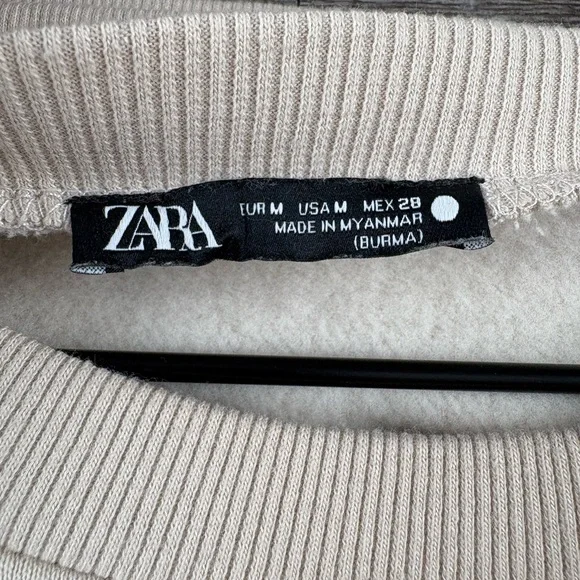 ZARA
EUR M USA M MEX 28
MADE IN MYANMAR
(BURMA)